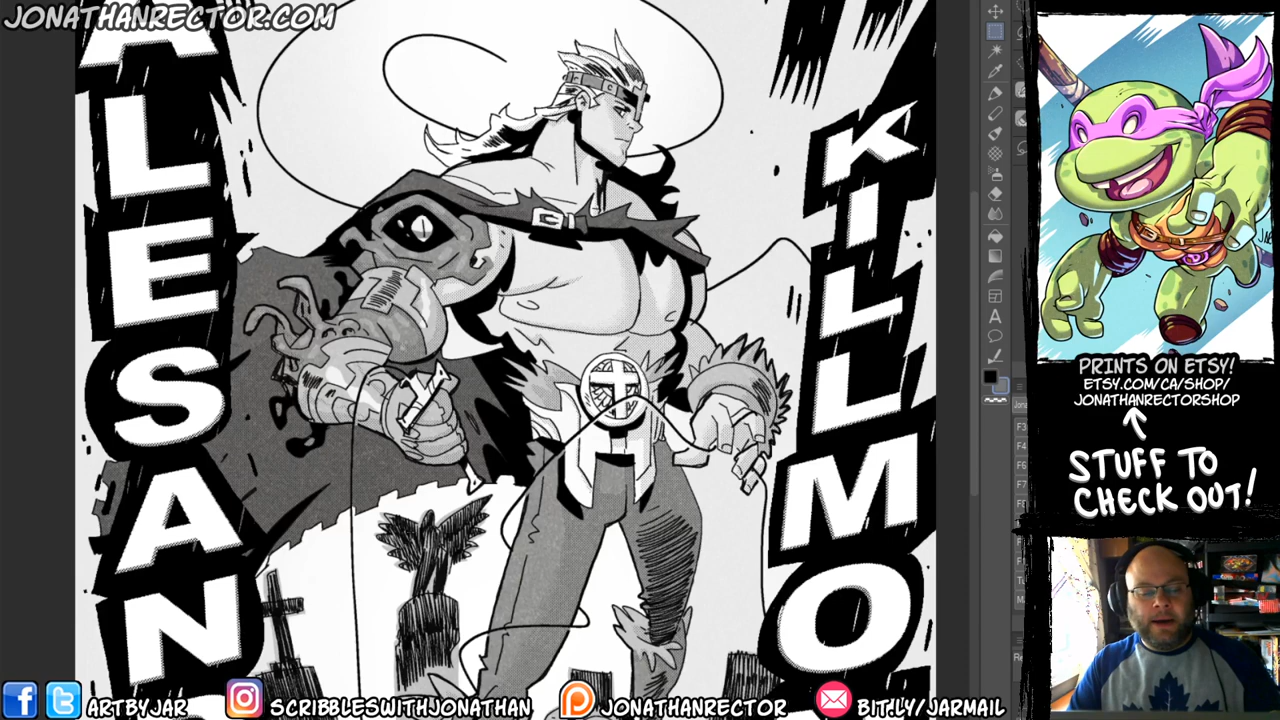 JONATHANRECTOR.COM
ALESAN
KILLMO
PRINTS ON ETSY!
ETSY.COM/CA/SHOP/
JONATHANRECTORSHOP
STUFF TO
CHECK OUT!
ARTBYJAR
SCRIBBLESWITHJONATHAN
JONATHANRECTOR
BIT.LY/JARMAIL